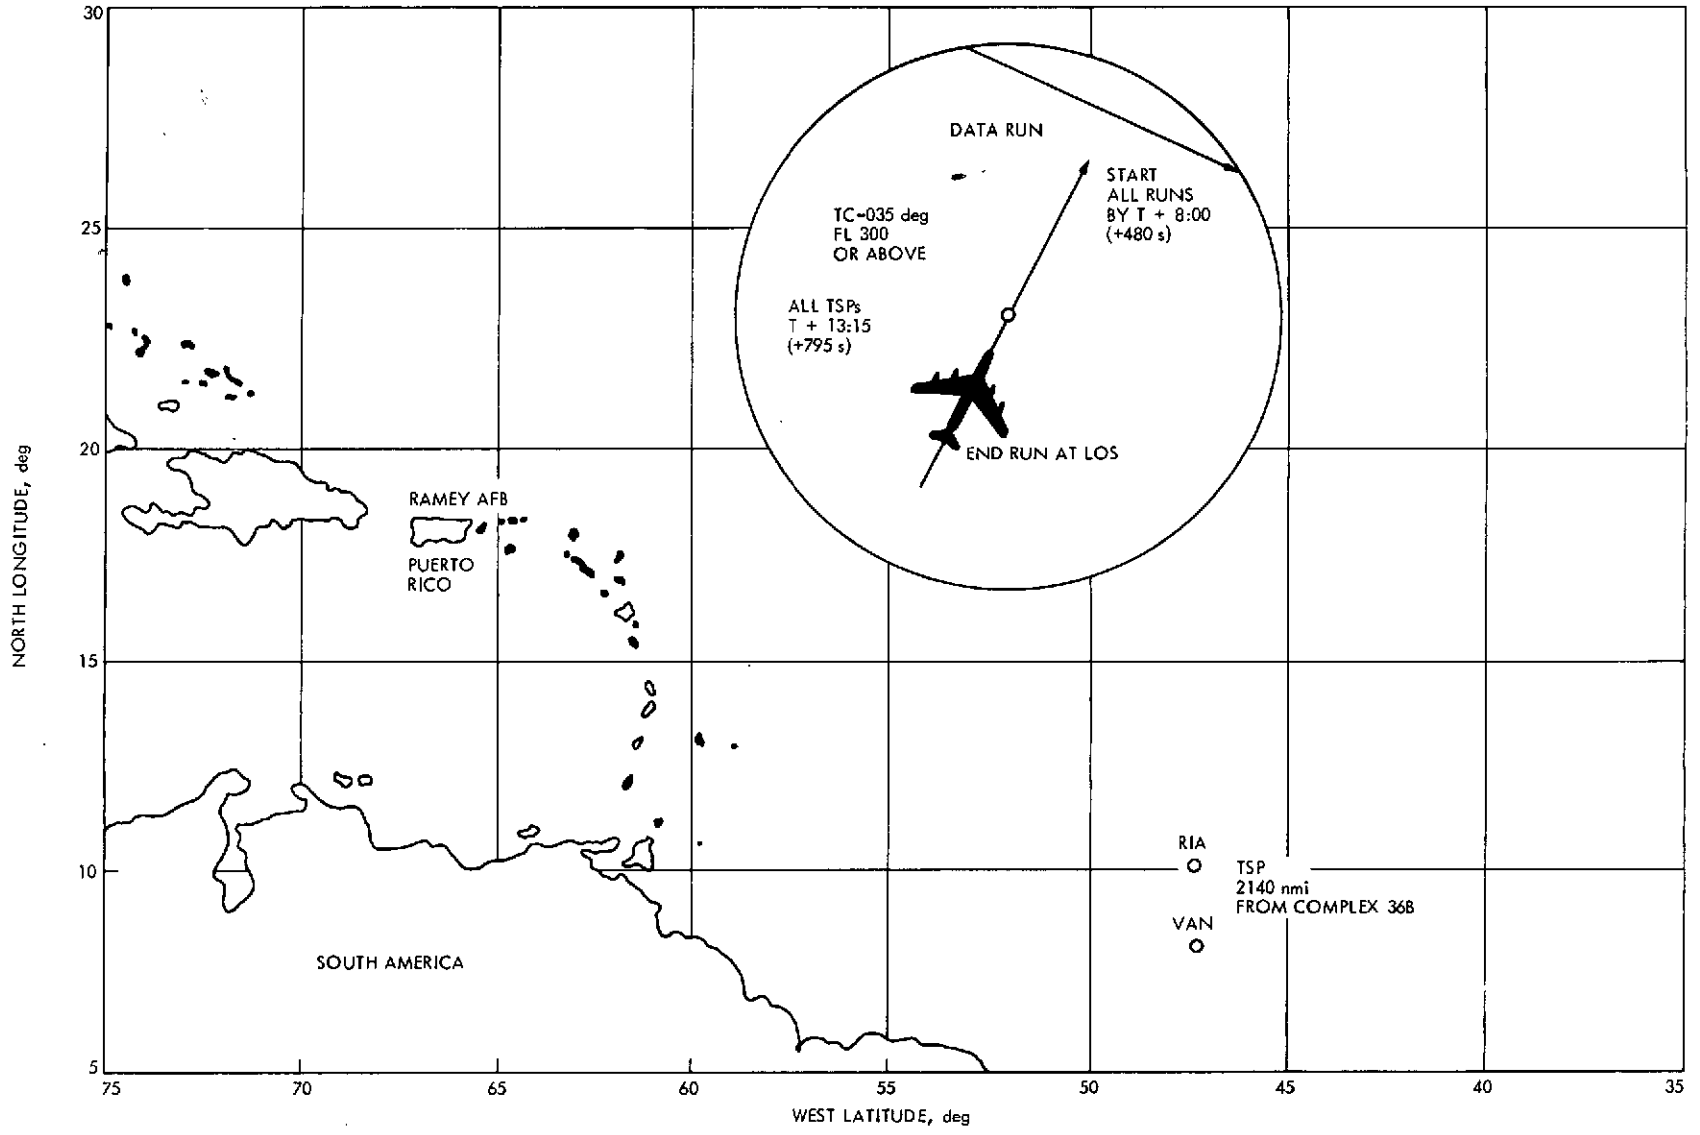 30
DATA RUN
START
ALL RUNS
BY T + 8:00
(+480 s)
TC-035 deg
FL 300
OR ABOVE
25
ALL TSPs
T + 13:15
(+795 s)
20
END RUN AT LOS
RAMEY AFB
PUERTO
RICO
NORTH LONGITUDE, deg
15
RIA
TSP
2140 nmi
FROM COMPLEX 36B
10
VAN
SOUTH AMERICA
5
75 70 65 60 55 50 45 40 35
WEST LATITUDE, deg